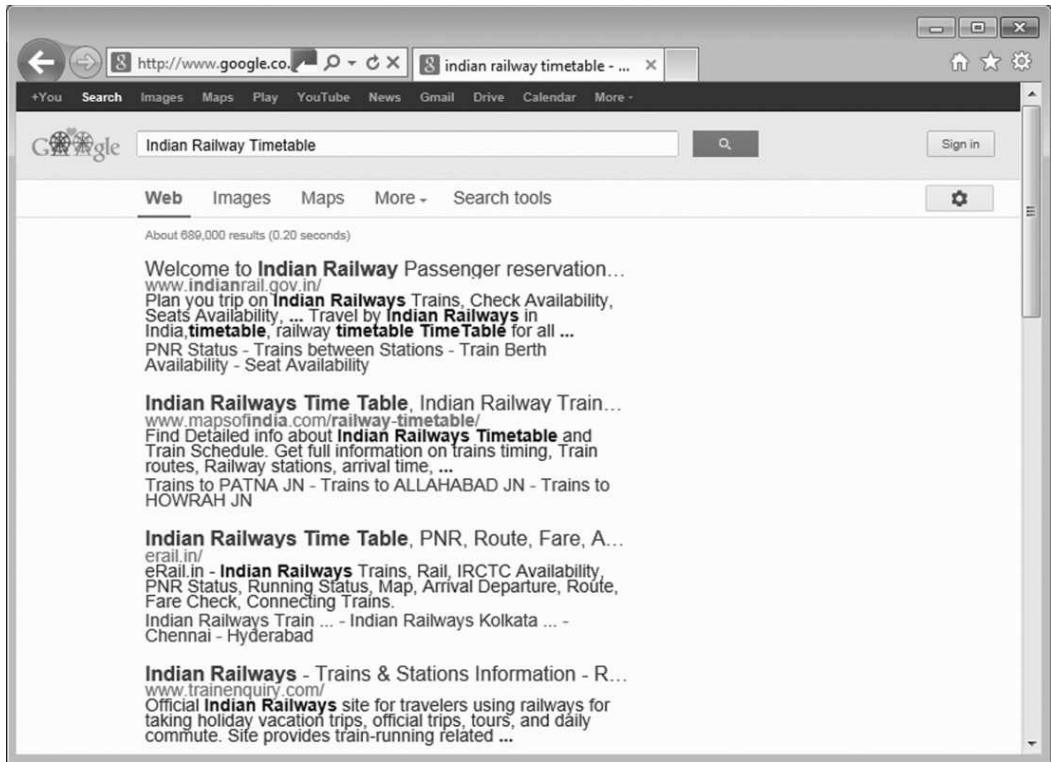 http://www.google.co.
indian railway timetable - ...
+You Search Images Maps Play YouTube News Gmail Drive Calendar More
Google
Indian Railway Timetable
Sign in
Web Images Maps More Search tools
About 689,000 results (0.20 seconds)
Welcome to Indian Railway Passenger reservation...
www.indianrail.gov.in/
Plan you trip on Indian Railways Trains, Check Availability,
Seats Availability, ... Travel by Indian Railways in
India,timetable, railway timetable TimeTable for all ...
PNR Status - Trains between Stations - Train Berth
Availability - Seat Availability
Indian Railways Time Table, Indian Railway Train...
www.mapsofindia.com/railway-timetable/
Find Detailed info about Indian Railways Timetable and
Train Schedule. Get full information on trains timing, Train
routes, Railway stations, arrival time, ...
Trains to PATNA JN - Trains to ALLAHABAD JN - Trains to
HOWRAH JN
Indian Railways Time Table, PNR, Route, Fare, A...
erail.in/
eRail.in - Indian Railways Trains, Rail, IRCTC Availability,
PNR Status, Running Status, Map, Arrival Departure, Route,
Fare Check, Connecting Trains.
Indian Railways Train ... - Indian Railways Kolkata ... -
Chennai - Hyderabad
Indian Railways - Trains & Stations Information - R...
www.trainenquiry.com/
Official Indian Railways site for travelers using railways for
taking holiday vacation trips, official trips, tours, and daily
commute. Site provides train-running related ...